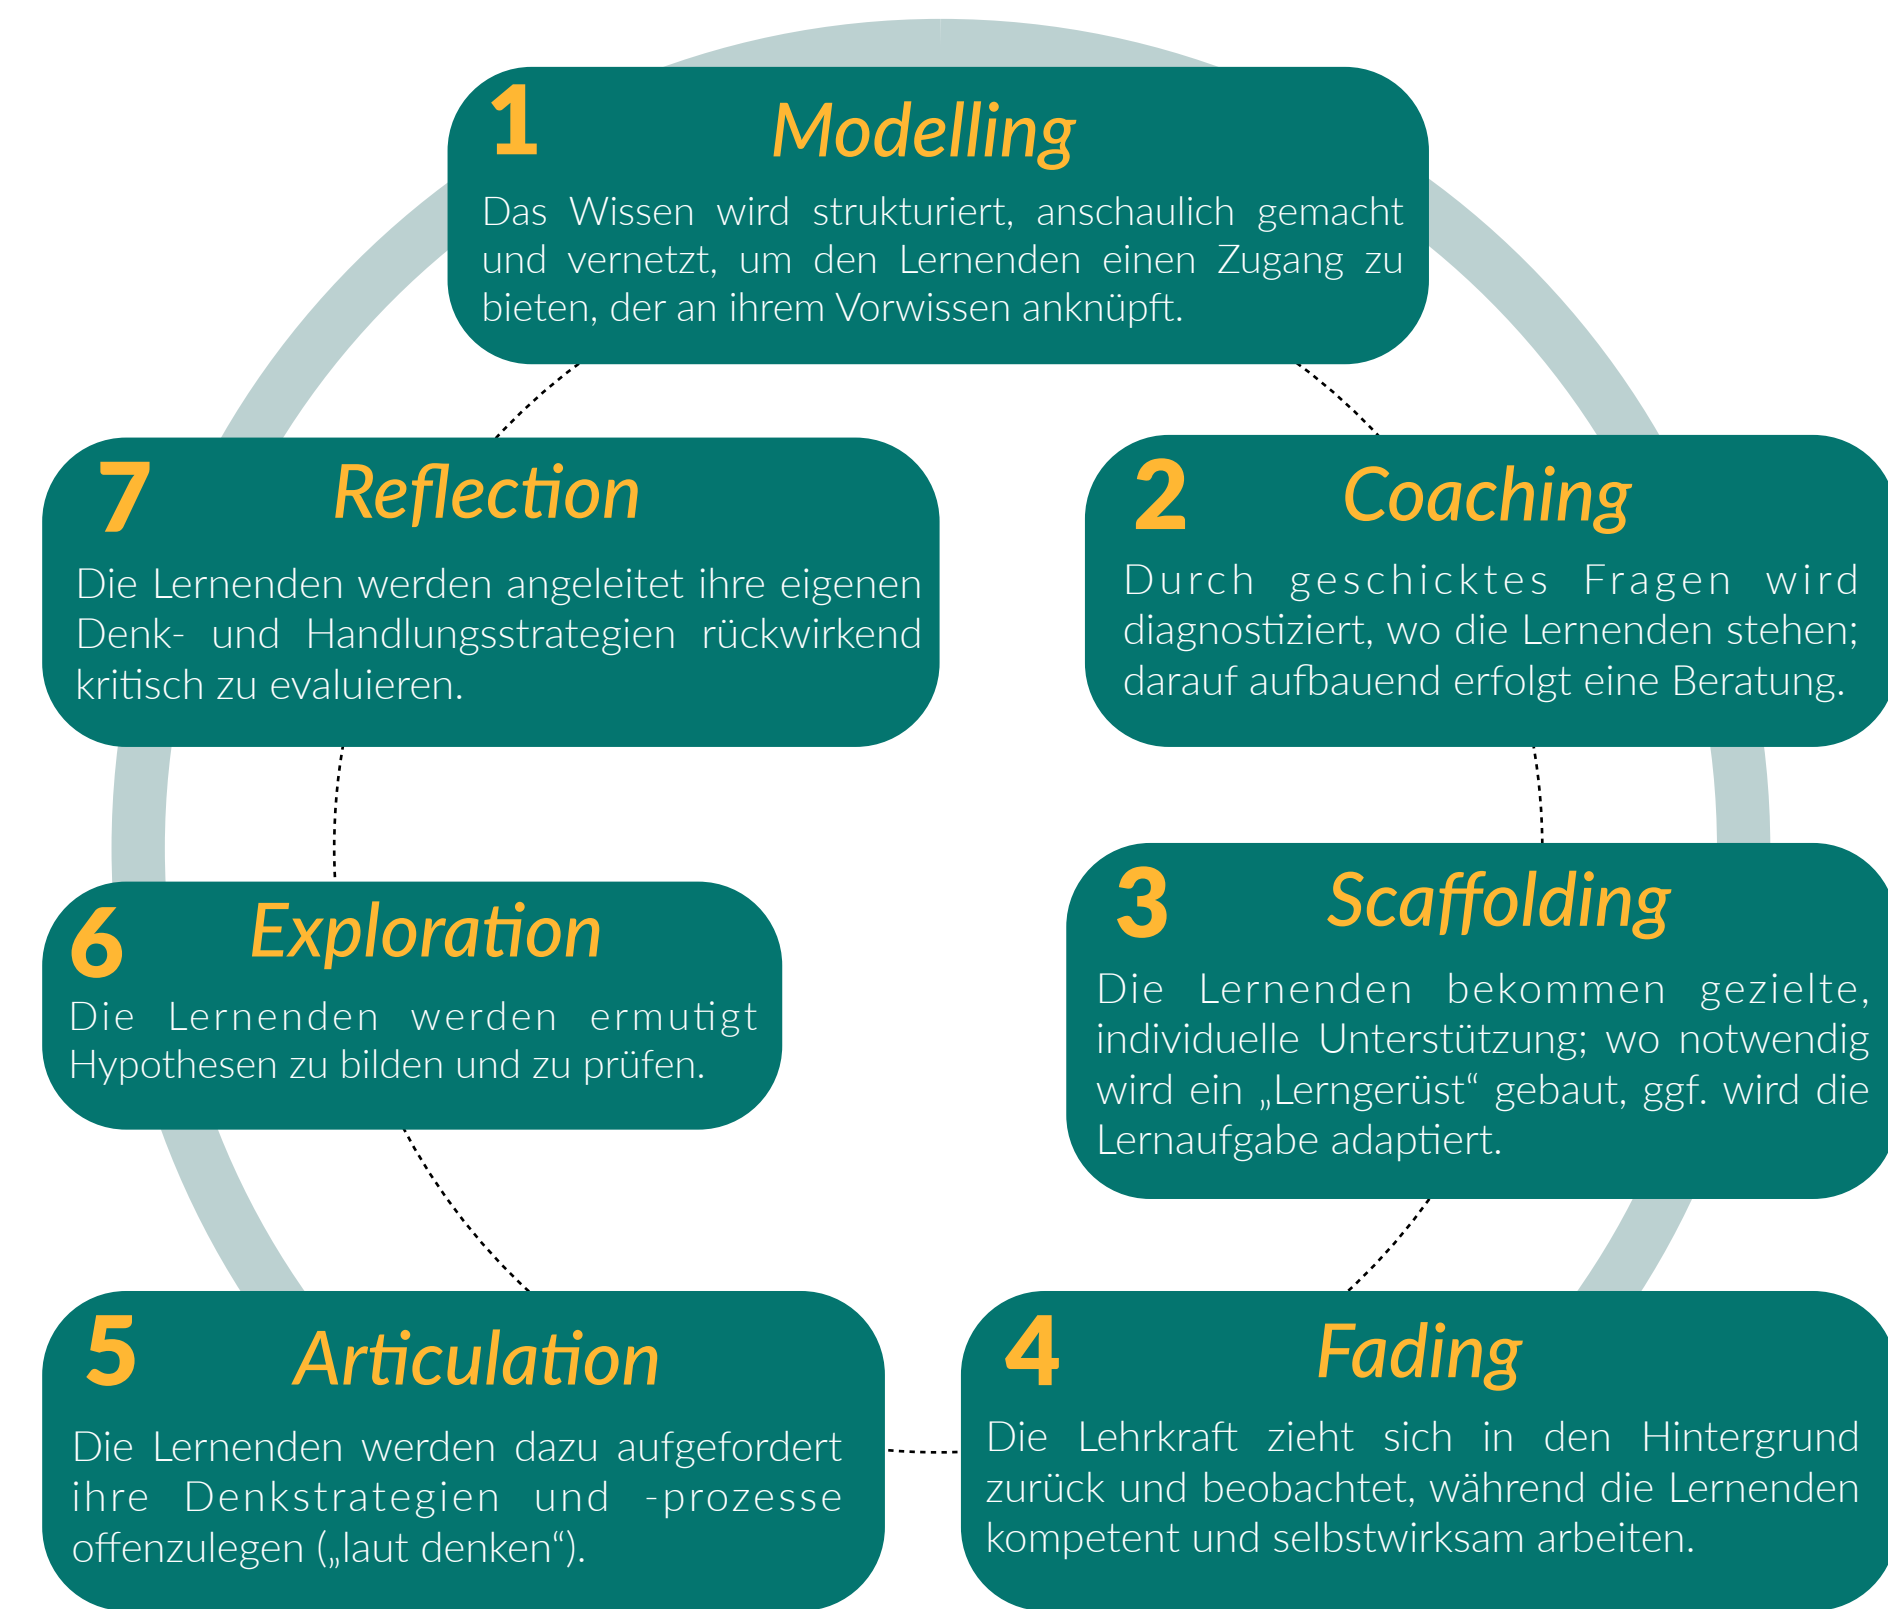 1
Modelling
Das Wissen wird strukturiert, anschaulich gemacht
und vernetzt, um den Lernenden einen Zugang zu
bieten, der an ihrem Vorwissen anknüpft.
2
Coaching
Durch geschicktes Fragen wird
diagnostiziert, wo die Lernenden stehen;
darauf aufbauend erfolgt eine Beratung.
3
Scaffolding
Die Lernenden bekommen gezielte,
individuelle Unterstützung; wo notwendig
wird ein „Lerngerüst“ gebaut, ggf. wird die
Lernaufgabe adaptiert.
4
Fading
Die Lehrkraft zieht sich in den Hintergrund
zurück und beobachtet, während die Lernenden
kompetent und selbstwirksam arbeiten.
5
Articulation
Die Lernenden werden dazu aufgefordert
ihre Denkstrategien und -prozesse
offenzulegen („laut denken“).
6
Exploration
Die Lernenden werden ermutigt
Hypothesen zu bilden und zu prüfen.
7
Reflection
Die Lernenden werden angeleitet ihre eigenen
Denk- und Handlungsstrategien rückwirkend
kritisch zu evaluieren.